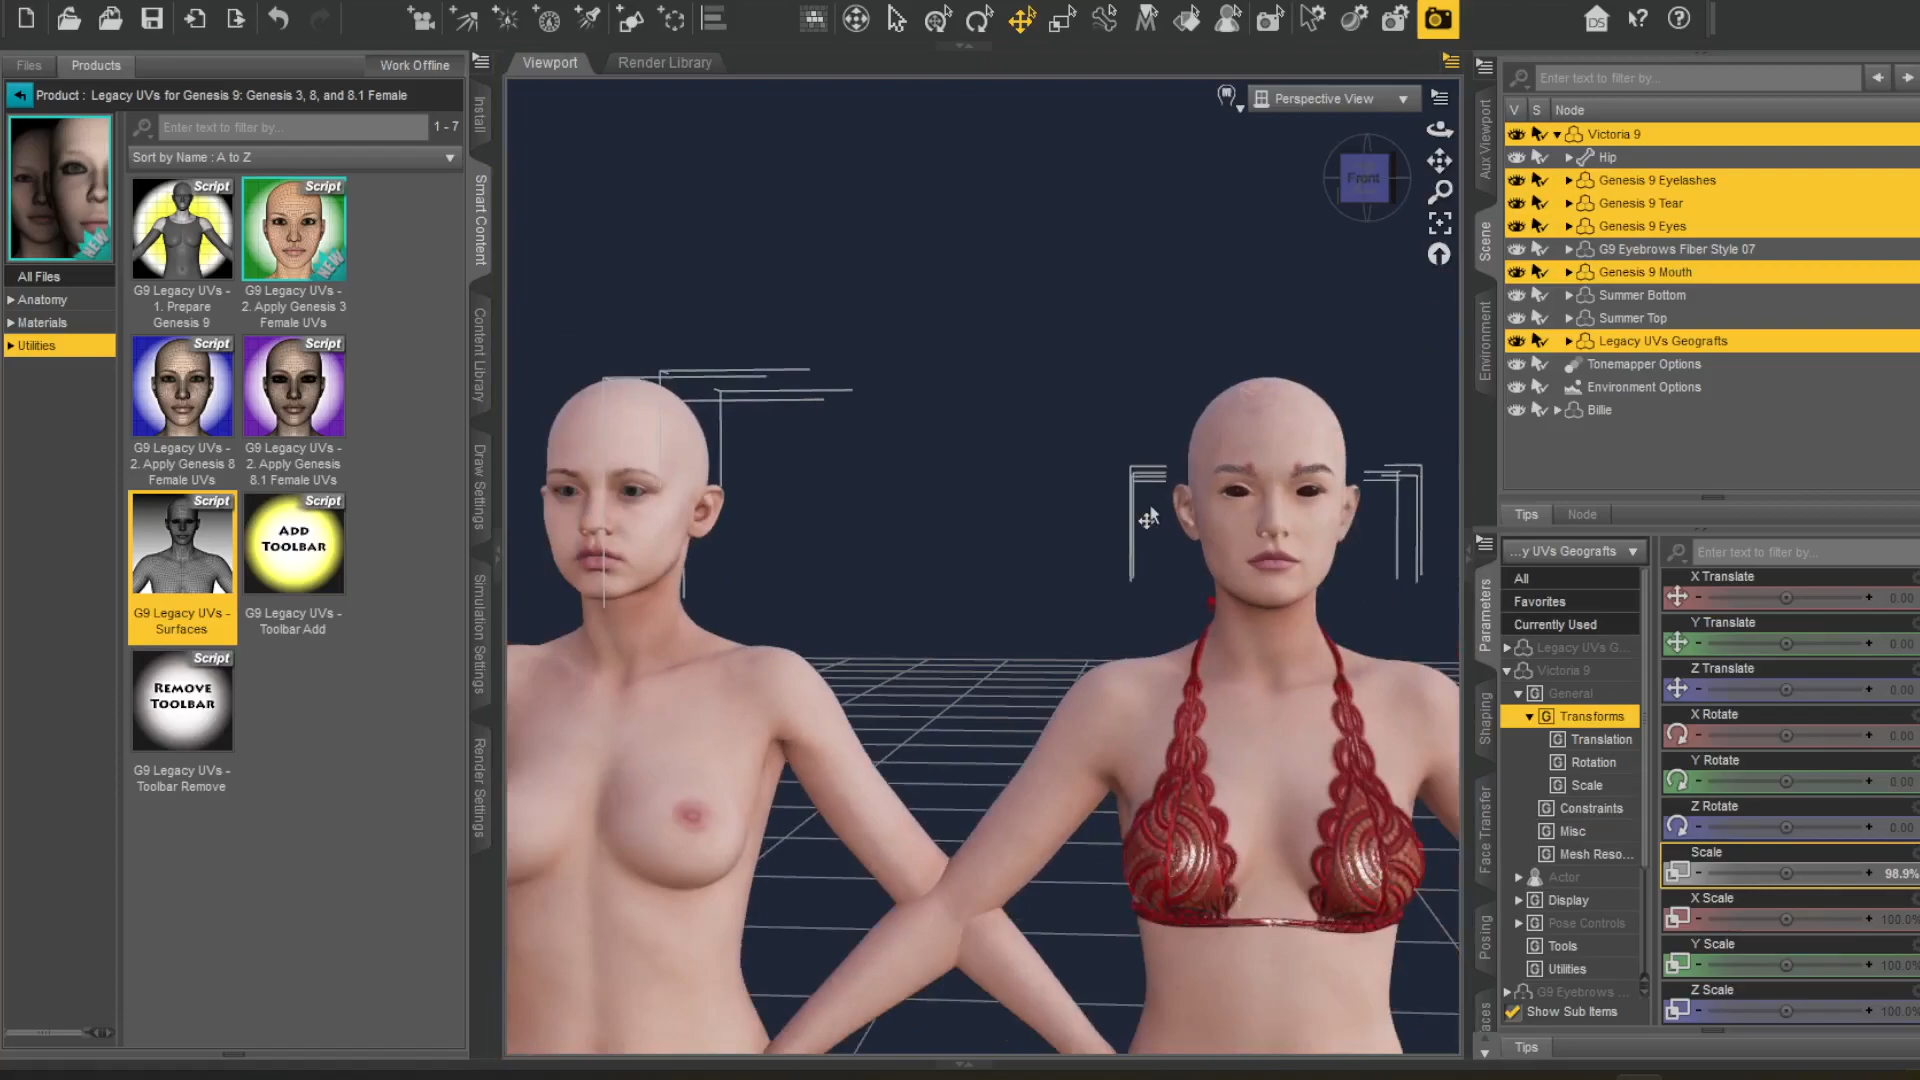 DS
Files
Products
Work Offline
Product : Legacy UVs for Genesis 9: Genesis 3, 8, and 8.1 Female
Enter text to filter by...
1 - 7
Sort by Name : A to Z
NEW
All Files
Anatomy
Materials
Utilities
Script
G9 Legacy UVs -
1. Prepare
Genesis 9
Script
NEW
G9 Legacy UVs -
2. Apply Genesis 3
Female UVs
Script
G9 Legacy UVs -
2. Apply Genesis 8
Female UVs
Script
G9 Legacy UVs -
2. Apply Genesis
8.1 Female UVs
Script
G9 Legacy UVs -
Surfaces
Script
ADD
TOOLBAR
G9 Legacy UVs -
Toolbar Add
Script
REMOVE
TOOLBAR
G9 Legacy UVs -
Toolbar Remove
Install
Smart Content
Content Library
Draw Settings
Simulation Settings
Render Settings
Viewport
Render Library
Perspective View
Front
Aux Viewport
Scene
Environment
Enter text to filter by...
V S Node
Victoria 9
Hip
Genesis 9 Eyelashes
Genesis 9 Tear
Genesis 9 Eyes
G9 Eyebrows Fiber Style 07
Genesis 9 Mouth
Summer Bottom
Summer Top
Legacy UVs Geografts
Tonemapper Options
Environment Options
Billie
Tips
Node
Parameters
Shaping
Face Transfer
Posing
aces
...y UVs Geografts
Enter text to filter by...
All
Favorites
Currently Used
Legacy UVs G...
Victoria 9
G General
G Transforms
G Translation
G Rotation
G Scale
G Constraints
G Misc
G Mesh Reso...
Actor
G Display
G Pose Controls
G Tools
G Utilities
G9 Eyebrows ...
Show Sub Items
X Translate
- + 0.00
Y Translate
- + 0.00
Z Translate
- + 0.00
X Rotate
- + 0.00
Y Rotate
- + 0.00
Z Rotate
- + 0.00
Scale
- + 98.9%
X Scale
- + 100.0%
Y Scale
- + 100.0%
Z Scale
- + 100.0%
Tips